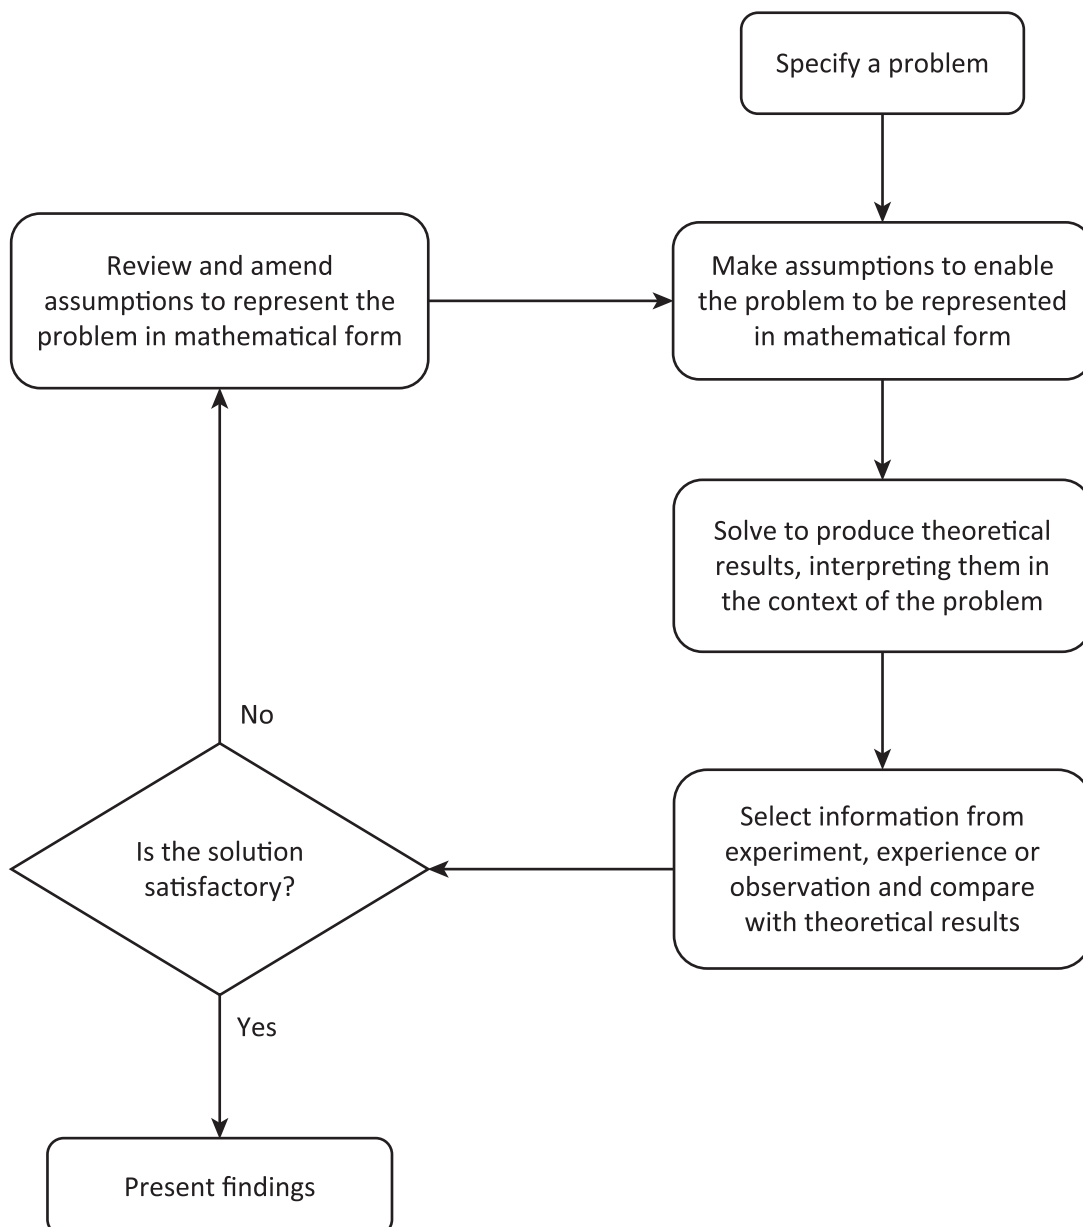 Specify a problem
Make assumptions to enable
the problem to be represented
in mathematical form
Solve to produce theoretical
results, interpreting them in
the context of the problem
Select information from
experiment, experience or
observation and compare
with theoretical results
Is the solution
satisfactory?
No
Review and amend
assumptions to represent the
problem in mathematical form
Yes
Present findings